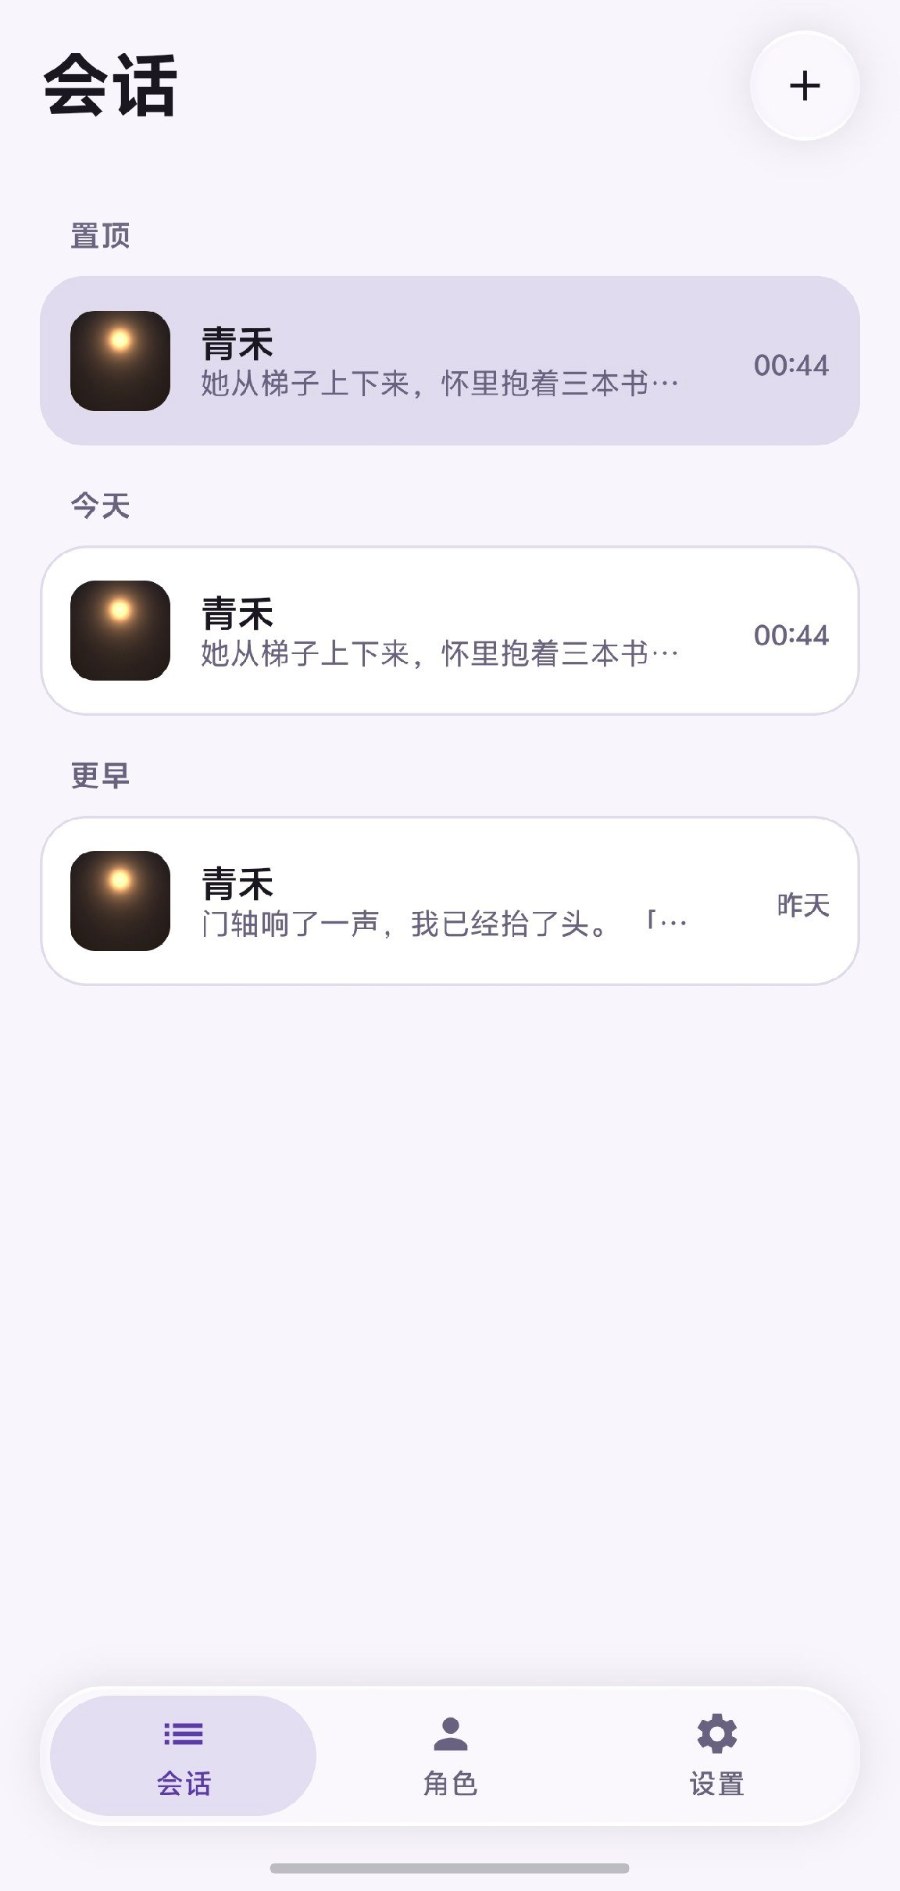 会话
置顶
青禾
她从梯子上下来，怀里抱着三本书…
00:44
今天
青禾
她从梯子上下来，怀里抱着三本书…
00:44
更早
青禾
门轴响了一声，我已经抬了头。「…
昨天
会话
角色
设置